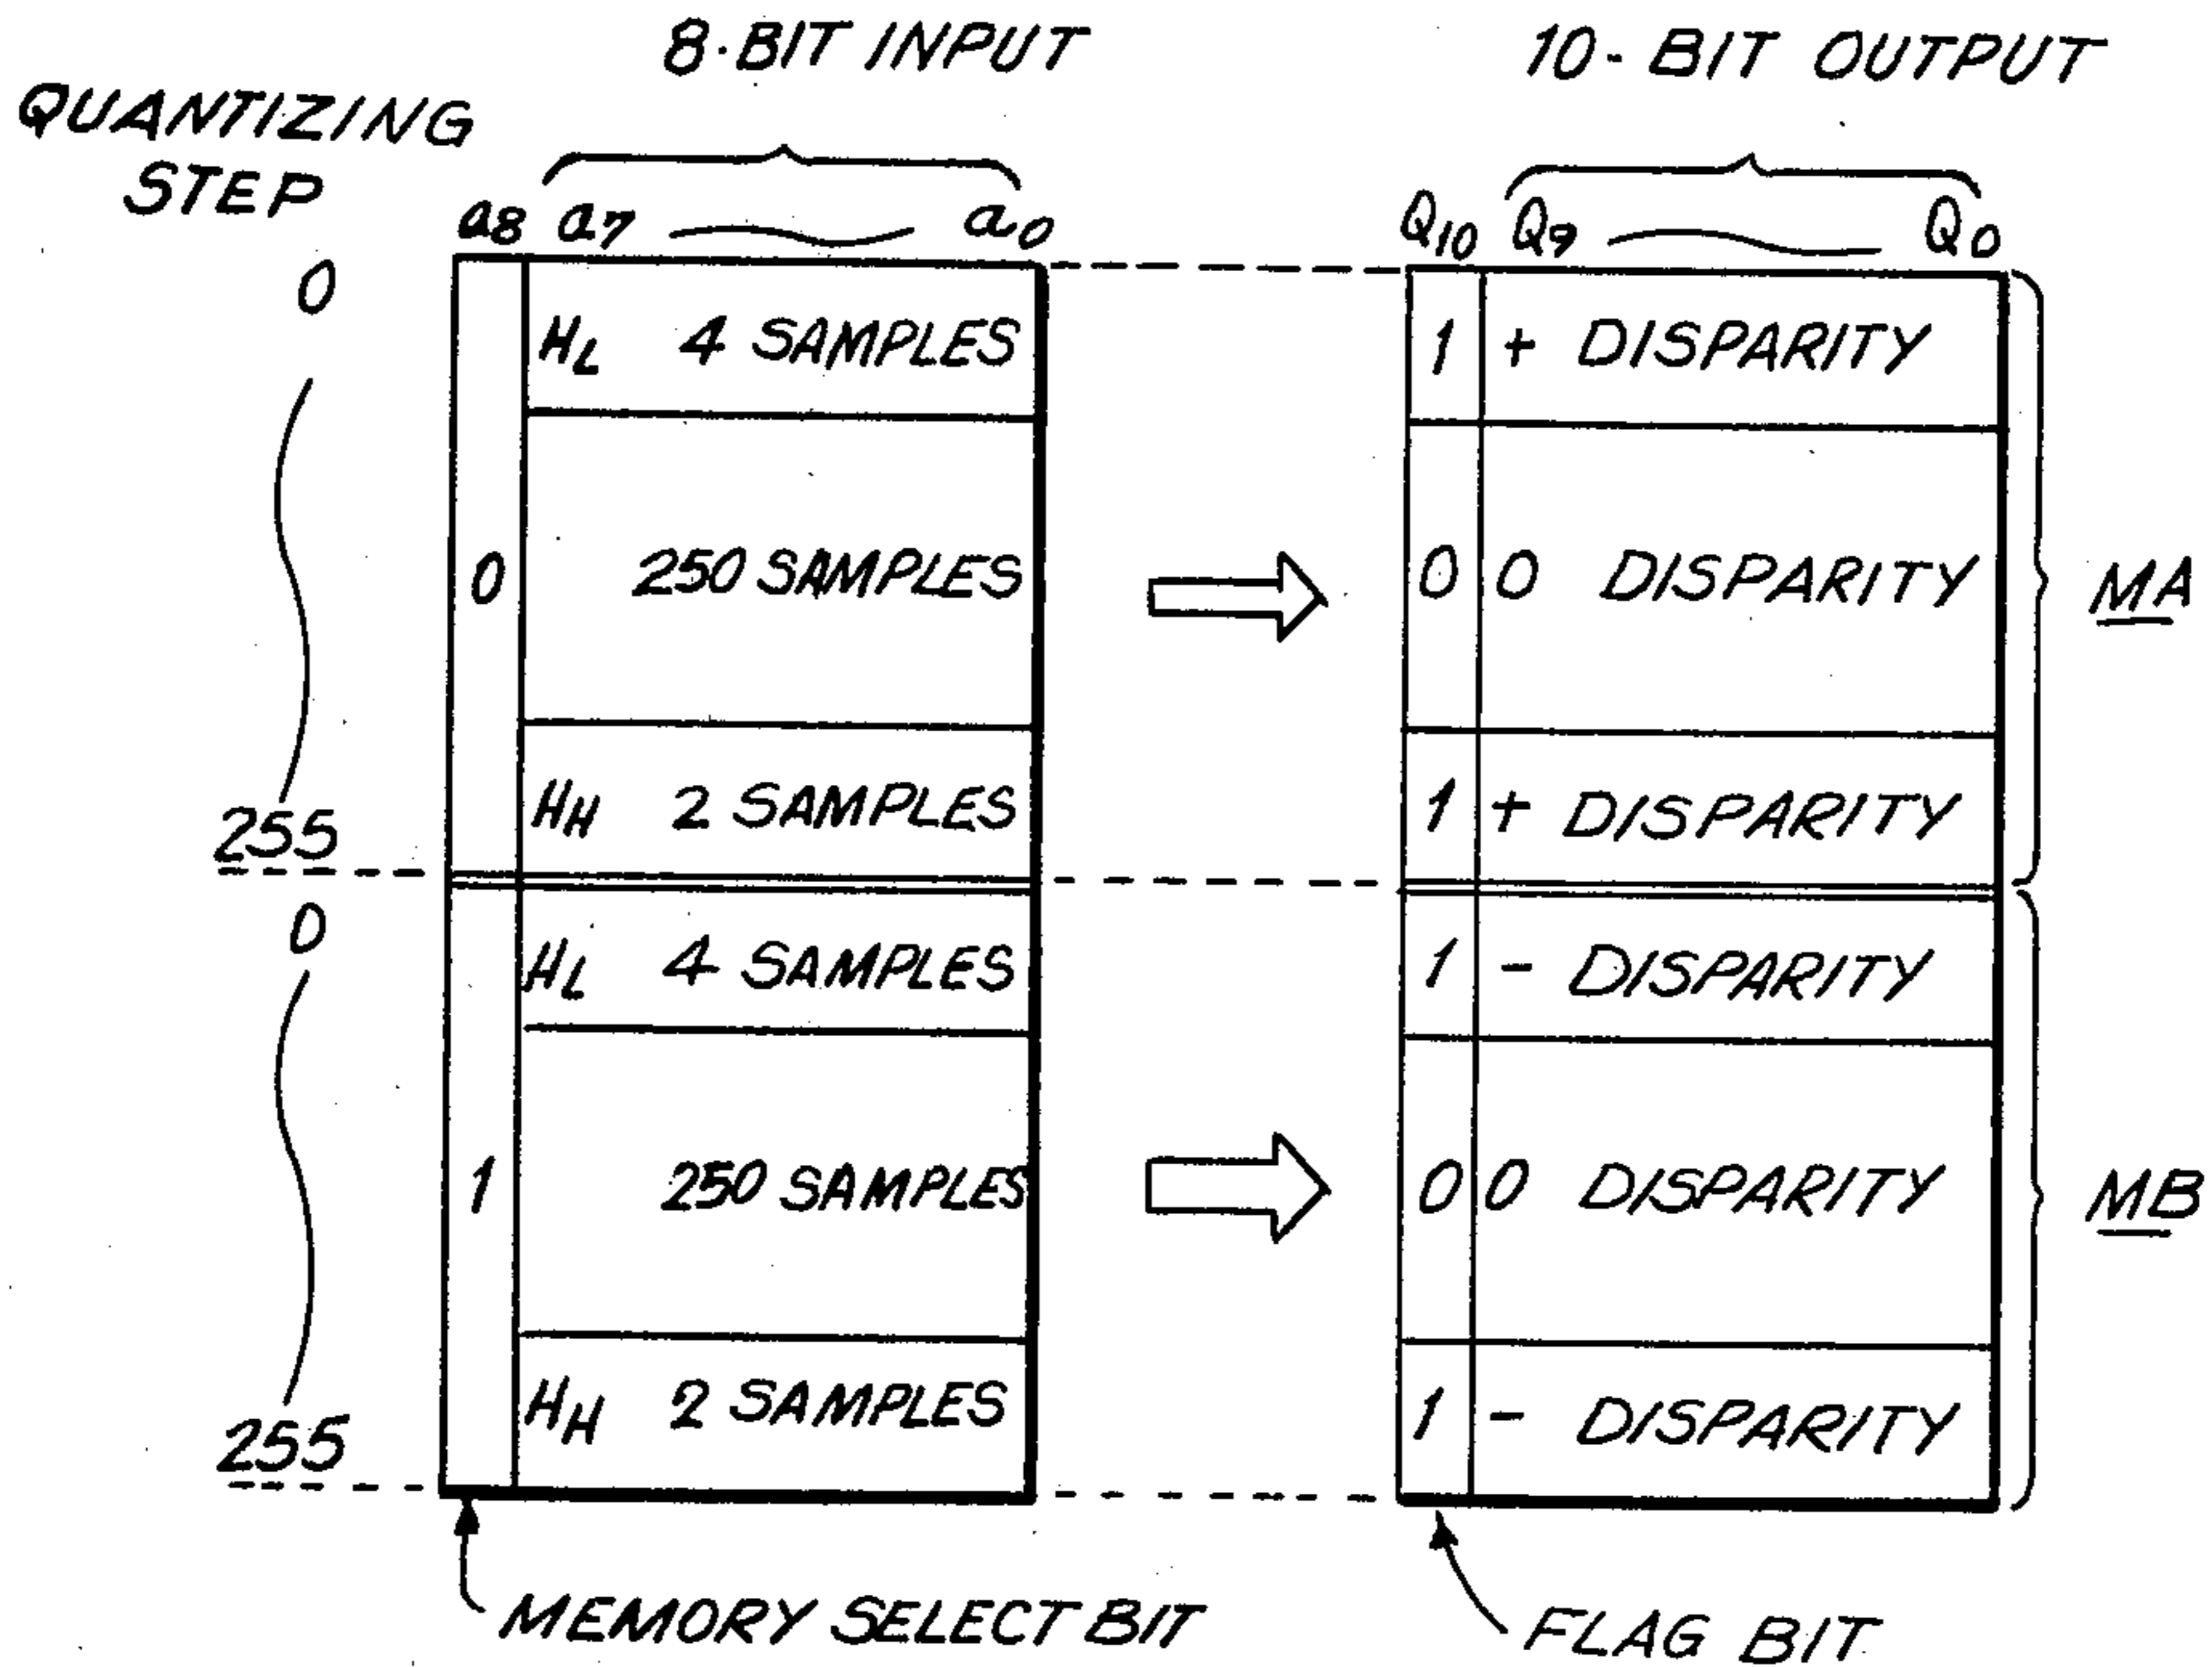 8-BIT INPUT
10-BIT OUTPUT
QUANTIZING
STEP
a8 a7 a0
Q10 Q9 Q0
0
HL 4 SAMPLES
1 + DISPARITY
0 250 SAMPLES
0 0 DISPARITY
MA
HH 2 SAMPLES
1 + DISPARITY
255
0
HL 4 SAMPLES
1 - DISPARITY
1 250 SAMPLES
0 0 DISPARITY
MB
HH 2 SAMPLES
1 - DISPARITY
255
MEMORY SELECT BIT
FLAG BIT